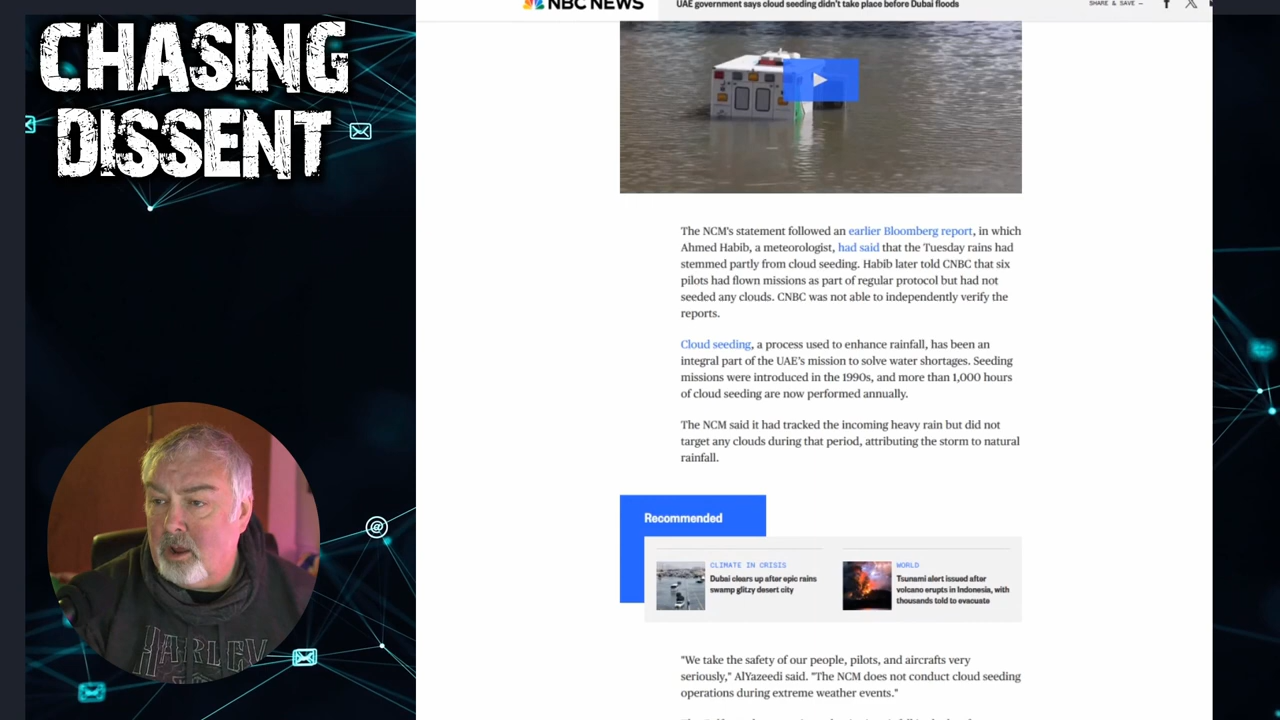 CHASING
DISSENT
NBC NEWS
UAE government says cloud seeding didn't take place before Dubai floods
SHARE & SAVE —
The NCM's statement followed an earlier Bloomberg report, in which
Ahmed Habib, a meteorologist, had said that the Tuesday rains had
stemmed partly from cloud seeding. Habib later told CNBC that six
pilots had flown missions as part of regular protocol but had not
seeded any clouds. CNBC was not able to independently verify the
reports.
Cloud seeding, a process used to enhance rainfall, has been an
integral part of the UAE's mission to solve water shortages. Seeding
missions were introduced in the 1990s, and more than 1,000 hours
of cloud seeding are now performed annually.
The NCM said it had tracked the incoming heavy rain but did not
target any clouds during that period, attributing the storm to natural
rainfall.
Recommended
CLIMATE IN CRISIS
Dubai clears up after epic rains
swamp glitzy desert city
WORLD
Tsunami alert issued after
volcano erupts in Indonesia, with
thousands told to evacuate
"We take the safety of our people, pilots, and aircrafts very
seriously," AlYazeedi said. "The NCM does not conduct cloud seeding
operations during extreme weather events."
HARLEY